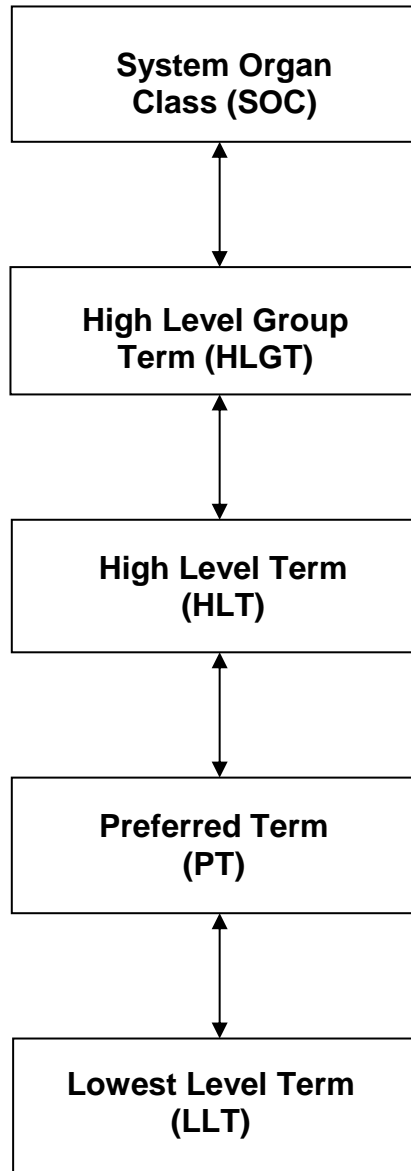 System Organ
Class (SOC)
High Level Group
Term (HLGT)
High Level Term
(HLT)
Preferred Term
(PT)
Lowest Level Term
(LLT)